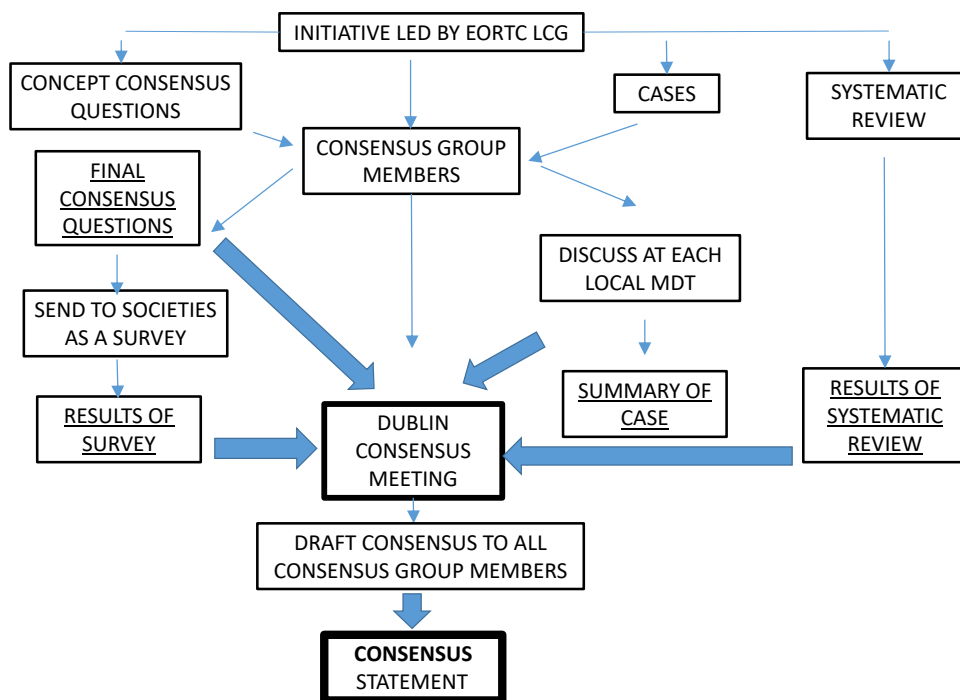 INITIATIVE LED BY EORTC LCG
CONCEPT CONSENSUS
QUESTIONS
CASES
SYSTEMATIC
REVIEW
CONSENSUS GROUP
MEMBERS
FINAL
CONSENSUS
QUESTIONS
DISCUSS AT EACH
LOCAL MDT
SEND TO SOCIETIES
AS A SURVEY
RESULTS OF
SURVEY
DUBLIN
CONSENSUS
MEETING
SUMMARY OF
CASE
RESULTS OF
SYSTEMATIC
REVIEW
DRAFT CONSENSUS TO ALL
CONSENSUS GROUP MEMBERS
CONSENSUS
STATEMENT